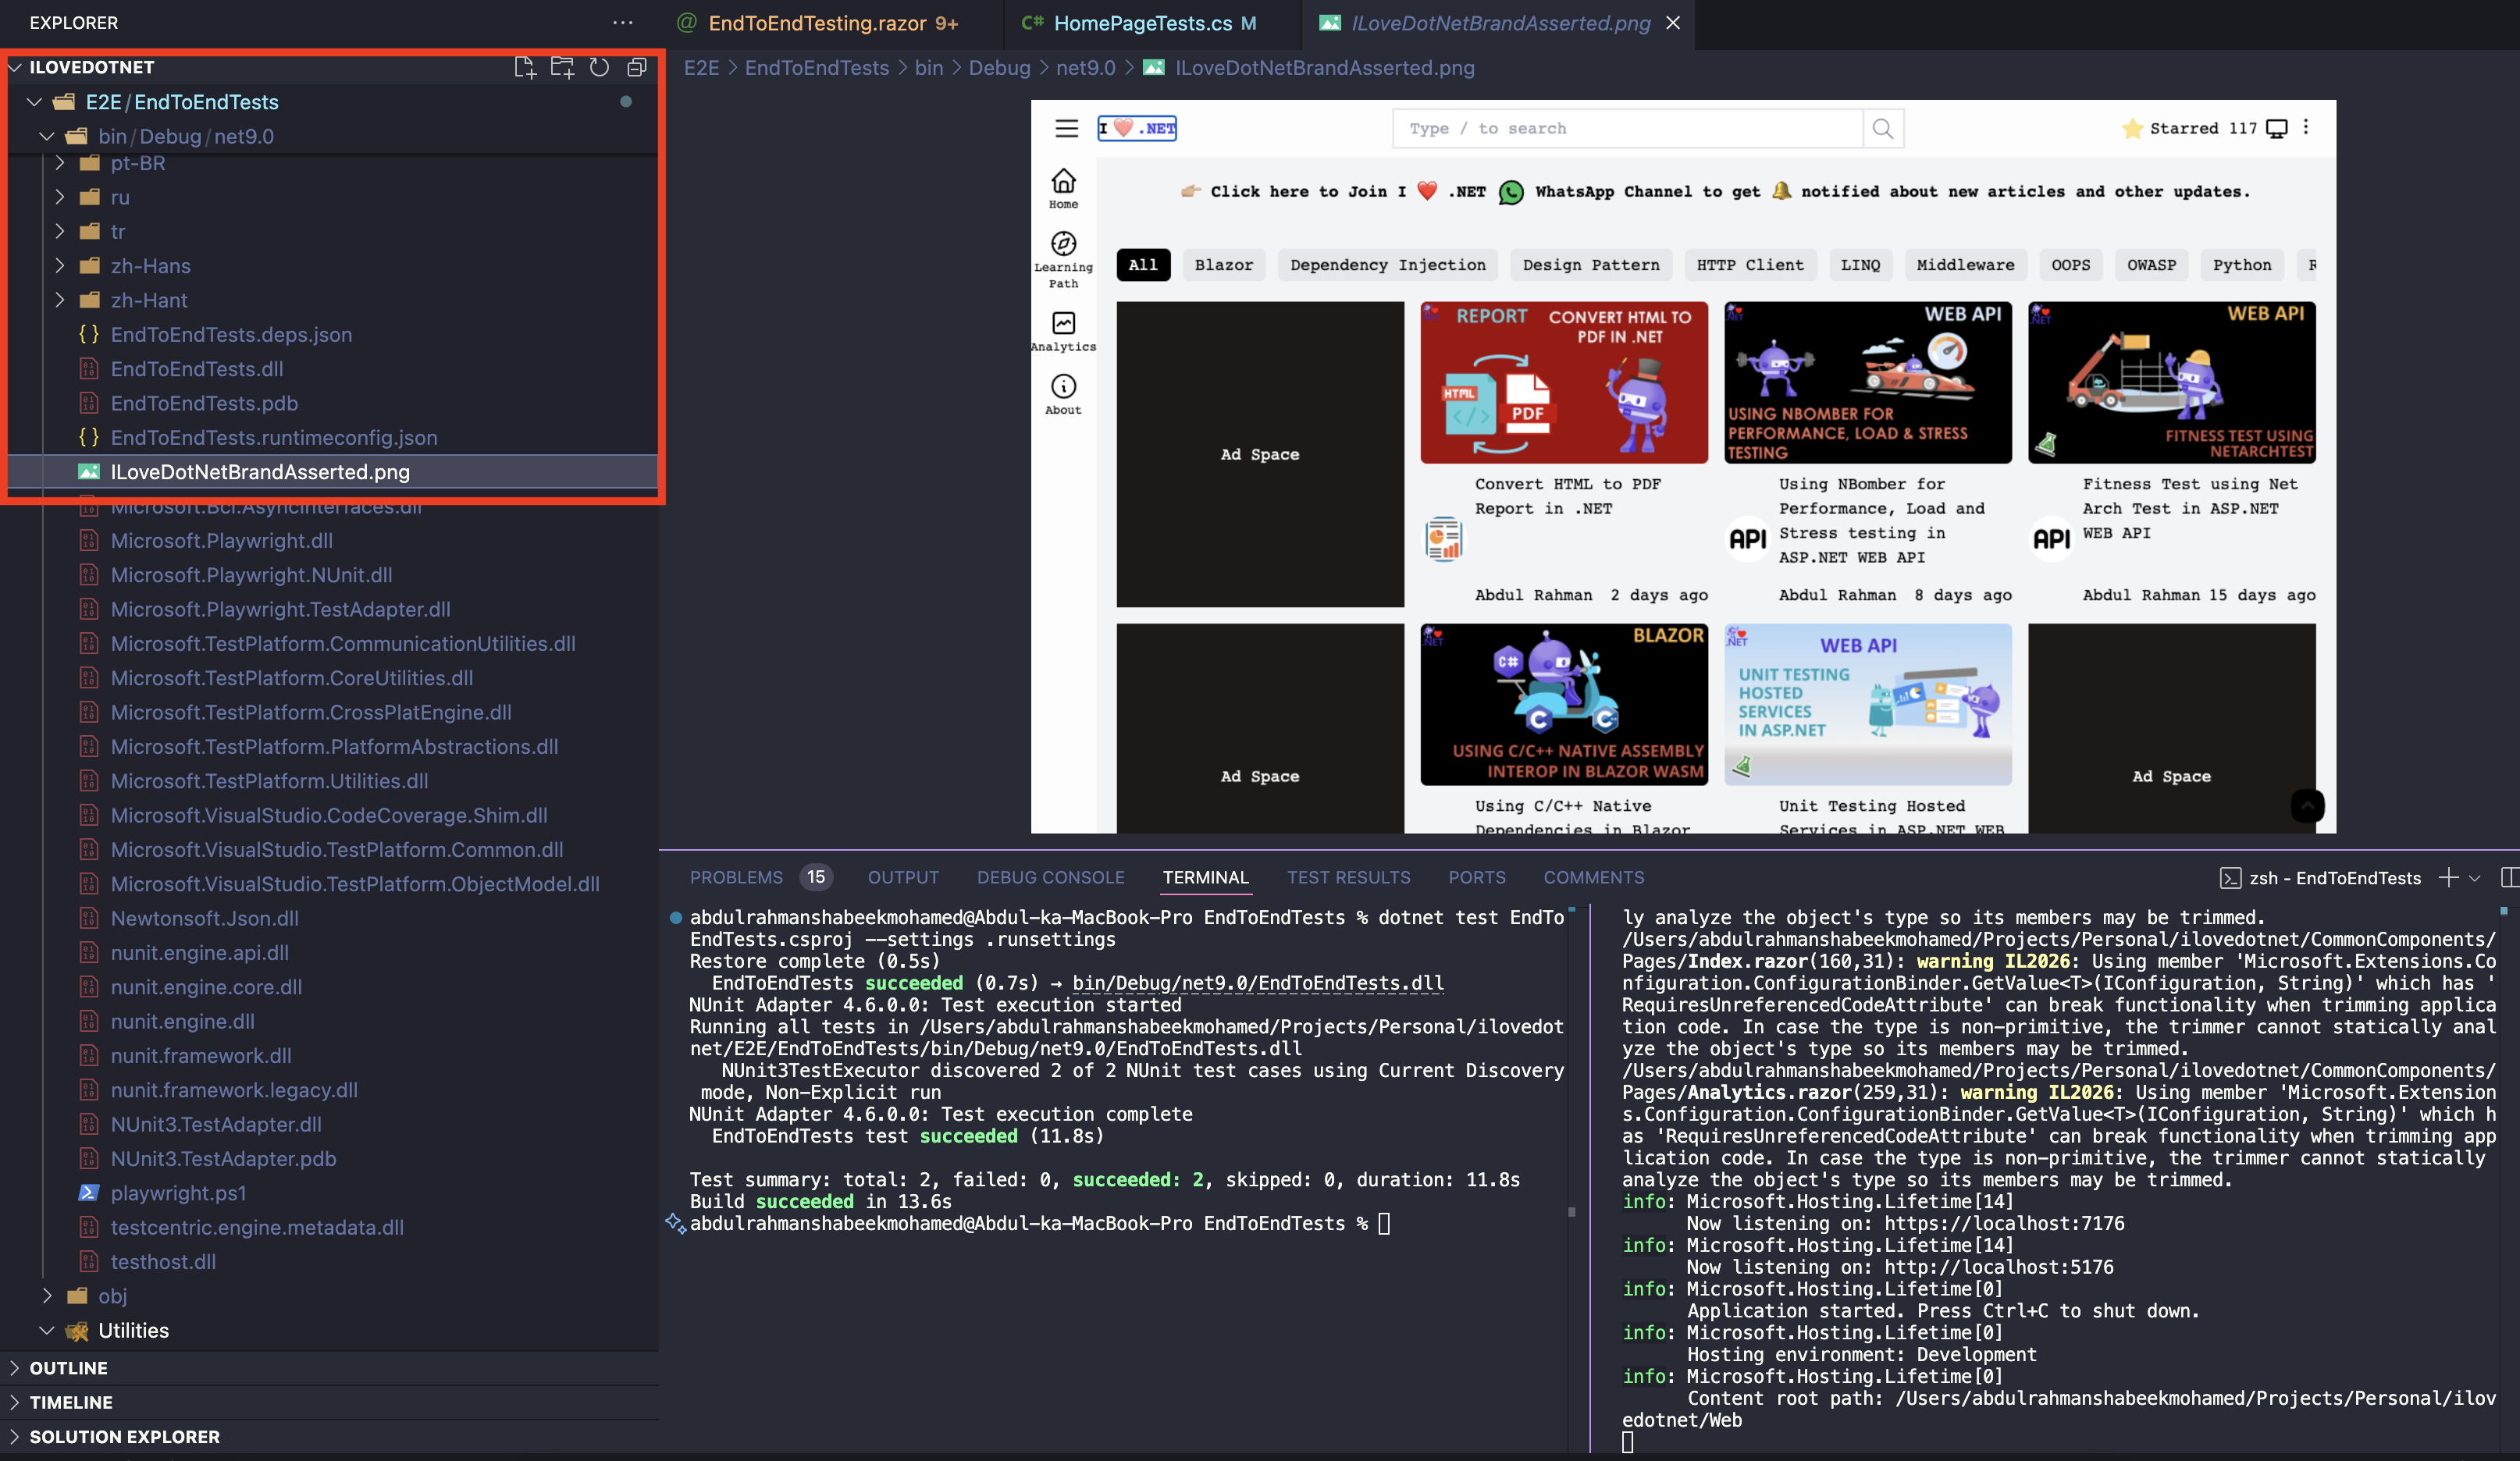 EXPLORER
ILOVEDOTNET
E2E/EndToEndTests
bin/Debug/net9.0
pt-BR
ru
tr
zh-Hans
zh-Hant
{ } EndToEndTests.deps.json
EndToEndTests.dll
EndToEndTests.pdb
{ } EndToEndTests.runtimeconfig.json
ILoveDotNetBrandAsserted.png
Microsoft.Bcl.AsyncInterfaces.dll
Microsoft.Playwright.dll
Microsoft.Playwright.NUnit.dll
Microsoft.Playwright.TestAdapter.dll
Microsoft.TestPlatform.CommunicationUtilities.dll
Microsoft.TestPlatform.CoreUtilities.dll
Microsoft.TestPlatform.CrossPlatEngine.dll
Microsoft.TestPlatform.PlatformAbstractions.dll
Microsoft.TestPlatform.Utilities.dll
Microsoft.VisualStudio.CodeCoverage.Shim.dll
Microsoft.VisualStudio.TestPlatform.Common.dll
Microsoft.VisualStudio.TestPlatform.ObjectModel.dll
Newtonsoft.Json.dll
nunit.engine.api.dll
nunit.engine.core.dll
nunit.engine.dll
nunit.framework.dll
nunit.framework.legacy.dll
NUnit3.TestAdapter.dll
NUnit3.TestAdapter.pdb
playwright.ps1
testcentric.engine.metadata.dll
testhost.dll
obj
Utilities
OUTLINE
TIMELINE
SOLUTION EXPLORER
@ EndToEndTesting.razor 9+
C# HomePageTests.cs M
ILoveDotNetBrandAsserted.png
E2E > EndToEndTests > bin > Debug > net9.0 > ILoveDotNetBrandAsserted.png
I ❤️ .NET
Type / to search
Starred 117
Home
Learning
Path
Analytics
About
👉 Click here to Join I ❤️ .NET WhatsApp Channel to get 🔔 notified about new articles and other updates.
All Blazor Dependency Injection Design Pattern HTTP Client LINQ Middleware OOPS OWASP Python R
Ad Space
REPORT
CONVERT HTML TO
PDF IN .NET
HTML
</>
PDF
Convert HTML to PDF
Report in .NET
Abdul Rahman 2 days ago
.NET
WEB API
USING NBOMBER FOR
PERFORMANCE, LOAD & STRESS
TESTING
API
Using NBomber for
Performance, Load and
Stress testing in
ASP.NET WEB API
Abdul Rahman 8 days ago
.NET
WEB API
FITNESS TEST USING
NETARCHTEST
API
Fitness Test using Net
Arch Test in ASP.NET
WEB API
Abdul Rahman 15 days ago
Ad Space
.NET
BLAZOR
C#
C
C
USING C/C++ NATIVE ASSEMBLY
INTEROP IN BLAZOR WASM
Using C/C++ Native
Dependencies in Blazor
.NET
WEB API
UNIT TESTING
HOSTED
SERVICES
IN ASP.NET
Unit Testing Hosted
Services in ASP.NET WEB
Ad Space
PROBLEMS 15 OUTPUT DEBUG CONSOLE TERMINAL TEST RESULTS PORTS COMMENTS
zsh - EndToEndTests
abdulrahmanshabeekmohamed@Abdul-ka-MacBook-Pro EndToEndTests % dotnet test EndTo
EndTests.csproj --settings .runsettings
Restore complete (0.5s)
EndToEndTests succeeded (0.7s) → bin/Debug/net9.0/EndToEndTests.dll
NUnit Adapter 4.6.0.0: Test execution started
Running all tests in /Users/abdulrahmanshabeekmohamed/Projects/Personal/ilovedot
net/E2E/EndToEndTests/bin/Debug/net9.0/EndToEndTests.dll
NUnit3TestExecutor discovered 2 of 2 NUnit test cases using Current Discovery
mode, Non-Explicit run
NUnit Adapter 4.6.0.0: Test execution complete
EndToEndTests test succeeded (11.8s)
Test summary: total: 2, failed: 0, succeeded: 2, skipped: 0, duration: 11.8s
Build succeeded in 13.6s
abdulrahmanshabeekmohamed@Abdul-ka-MacBook-Pro EndToEndTests %
ly analyze the object's type so its members may be trimmed.
/Users/abdulrahmanshabeekmohamed/Projects/Personal/ilovedotnet/CommonComponents/
Pages/Index.razor(160,31): warning IL2026: Using member 'Microsoft.Extensions.Co
nfiguration.ConfigurationBinder.GetValue<T>(IConfiguration, String)' which has '
RequiresUnreferencedCodeAttribute' can break functionality when trimming applica
tion code. In case the type is non-primitive, the trimmer cannot statically anal
yze the object's type so its members may be trimmed.
/Users/abdulrahmanshabeekmohamed/Projects/Personal/ilovedotnet/CommonComponents/
Pages/Analytics.razor(259,31): warning IL2026: Using member 'Microsoft.Extension
s.Configuration.ConfigurationBinder.GetValue<T>(IConfiguration, String)' which h
as 'RequiresUnreferencedCodeAttribute' can break functionality when trimming app
lication code. In case the type is non-primitive, the trimmer cannot statically
analyze the object's type so its members may be trimmed.
info: Microsoft.Hosting.Lifetime[14]
Now listening on: https://localhost:7176
info: Microsoft.Hosting.Lifetime[14]
Now listening on: http://localhost:5176
info: Microsoft.Hosting.Lifetime[0]
Application started. Press Ctrl+C to shut down.
info: Microsoft.Hosting.Lifetime[0]
Hosting environment: Development
info: Microsoft.Hosting.Lifetime[0]
Content root path: /Users/abdulrahmanshabeekmohamed/Projects/Personal/ilov
edotnet/Web